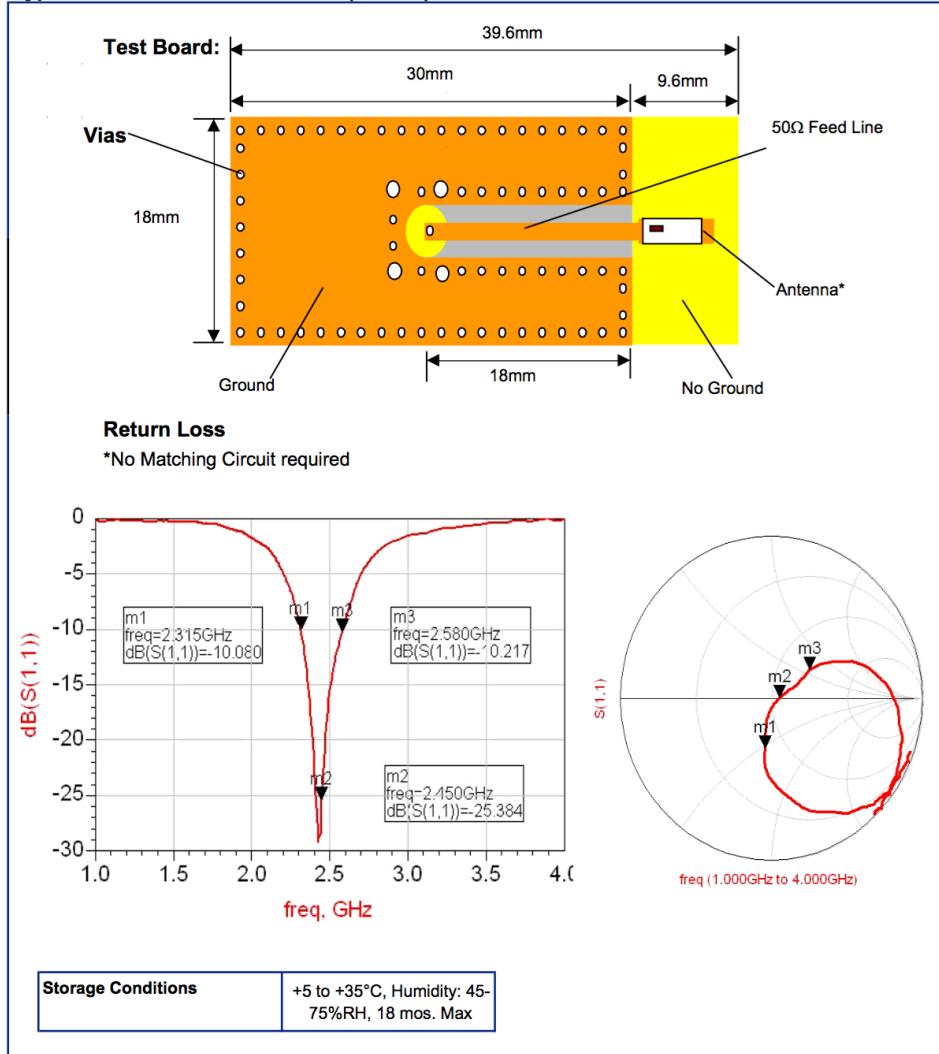 Test Board:
39.6mm
30mm
9.6mm
50Ω Feed Line
Vias
18mm
Antenna*
18mm
Ground
No Ground
Return Loss
*No Matching Circuit required
0
-5
-10
-15
-20
-25
-30
dB(S(1,1))
m1
freq=2.315GHz
dB(S(1,1))=-10.080
m1
m3
m3
freq=2.580GHz
dB(S(1,1))=-10.217
m2
m2
freq=2.450GHz
dB(S(1,1))=-25.384
1.0
1.5
2.0
2.5
3.0
3.5
freq, GHz
S(1,1)
m3
m2
m1
freq (1.000GHz to 4.000GHz)
Storage Conditions
+5 to +35°C, Humidity: 45-
75%RH, 18 mos. Max